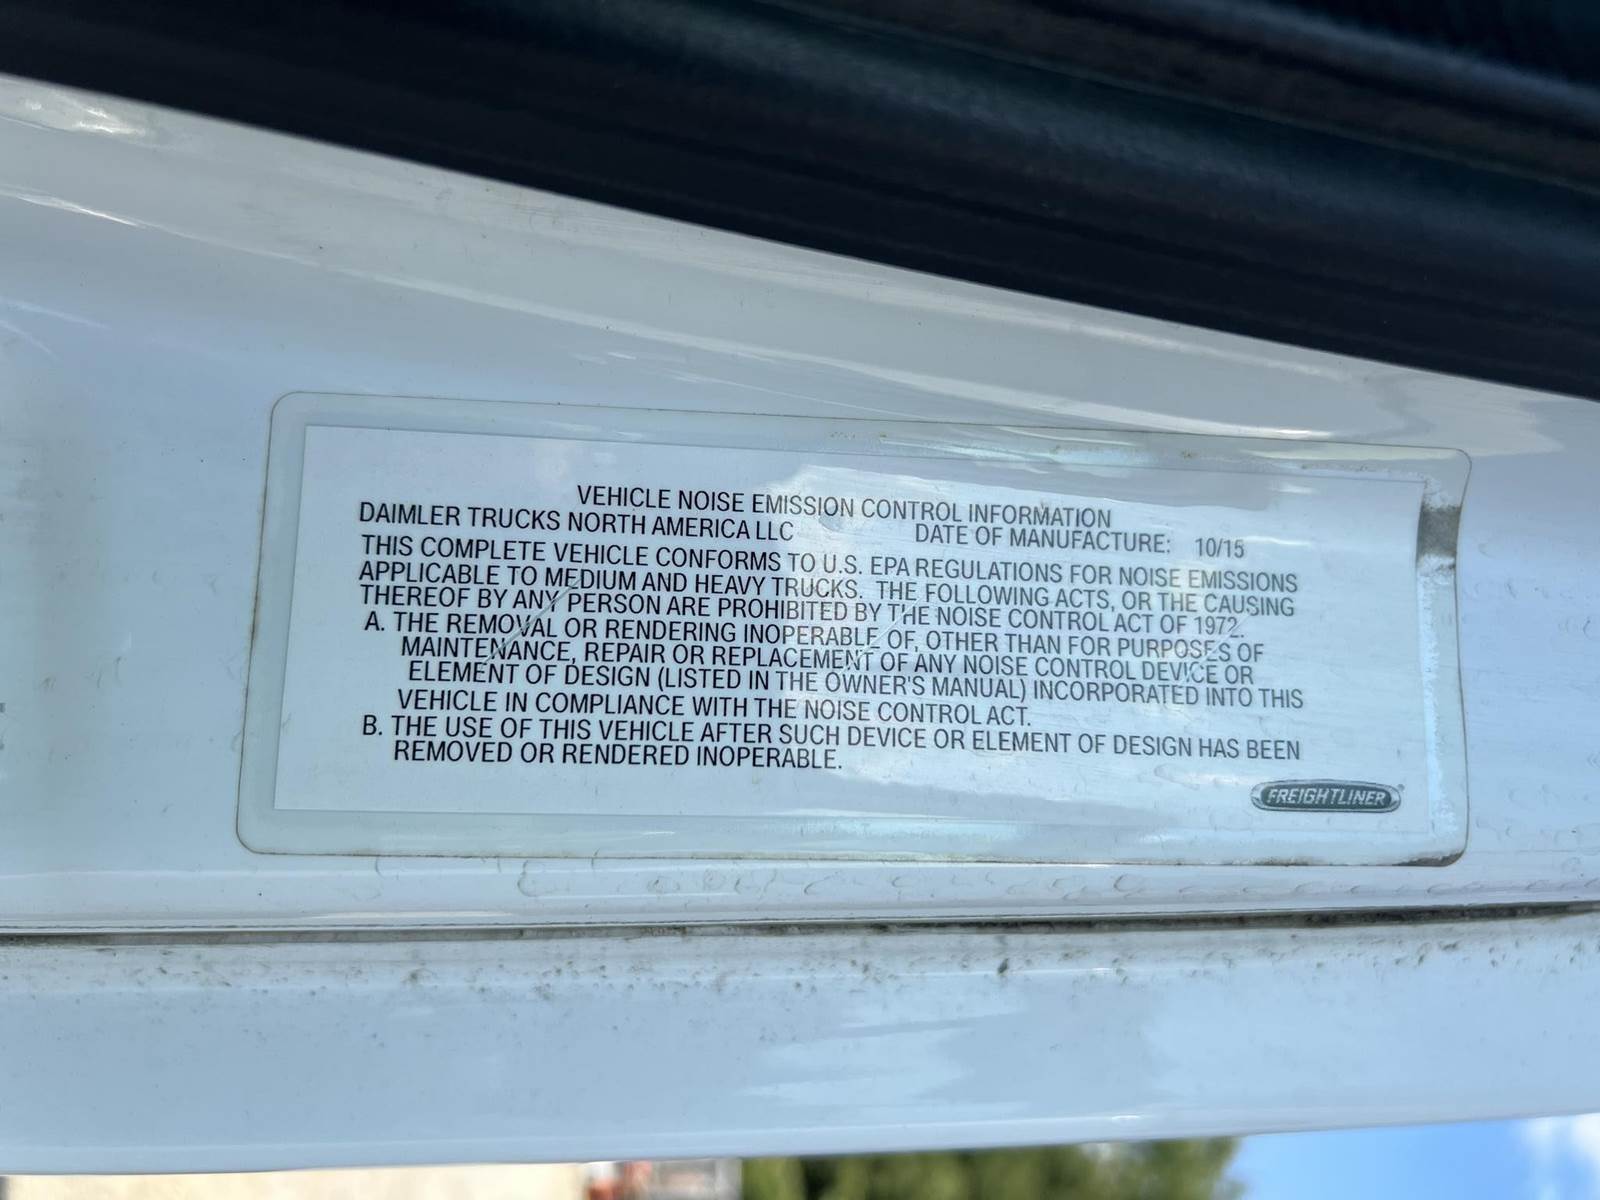 VEHICLE NOISE EMISSION CONTROL INFORMATION
DAIMLER TRUCKS NORTH AMERICA LLC DATE OF MANUFACTURE: 10/15
THIS COMPLETE VEHICLE CONFORMS TO U.S. EPA REGULATIONS FOR NOISE EMISSIONS
APPLICABLE TO MEDIUM AND HEAVY TRUCKS. THE FOLLOWING ACTS, OR THE CAUSING
THEREOF BY ANY PERSON ARE PROHIBITED BY THE NOISE CONTROL ACT OF 1972.
A. THE REMOVAL OR RENDERING INOPERABLE OF, OTHER THAN FOR PURPOSES OF
MAINTENANCE, REPAIR OR REPLACEMENT OF ANY NOISE CONTROL DEVICE OR
ELEMENT OF DESIGN (LISTED IN THE OWNER'S MANUAL) INCORPORATED INTO THIS
VEHICLE IN COMPLIANCE WITH THE NOISE CONTROL ACT.
B. THE USE OF THIS VEHICLE AFTER SUCH DEVICE OR ELEMENT OF DESIGN HAS BEEN
REMOVED OR RENDERED INOPERABLE.
FREIGHTLINER